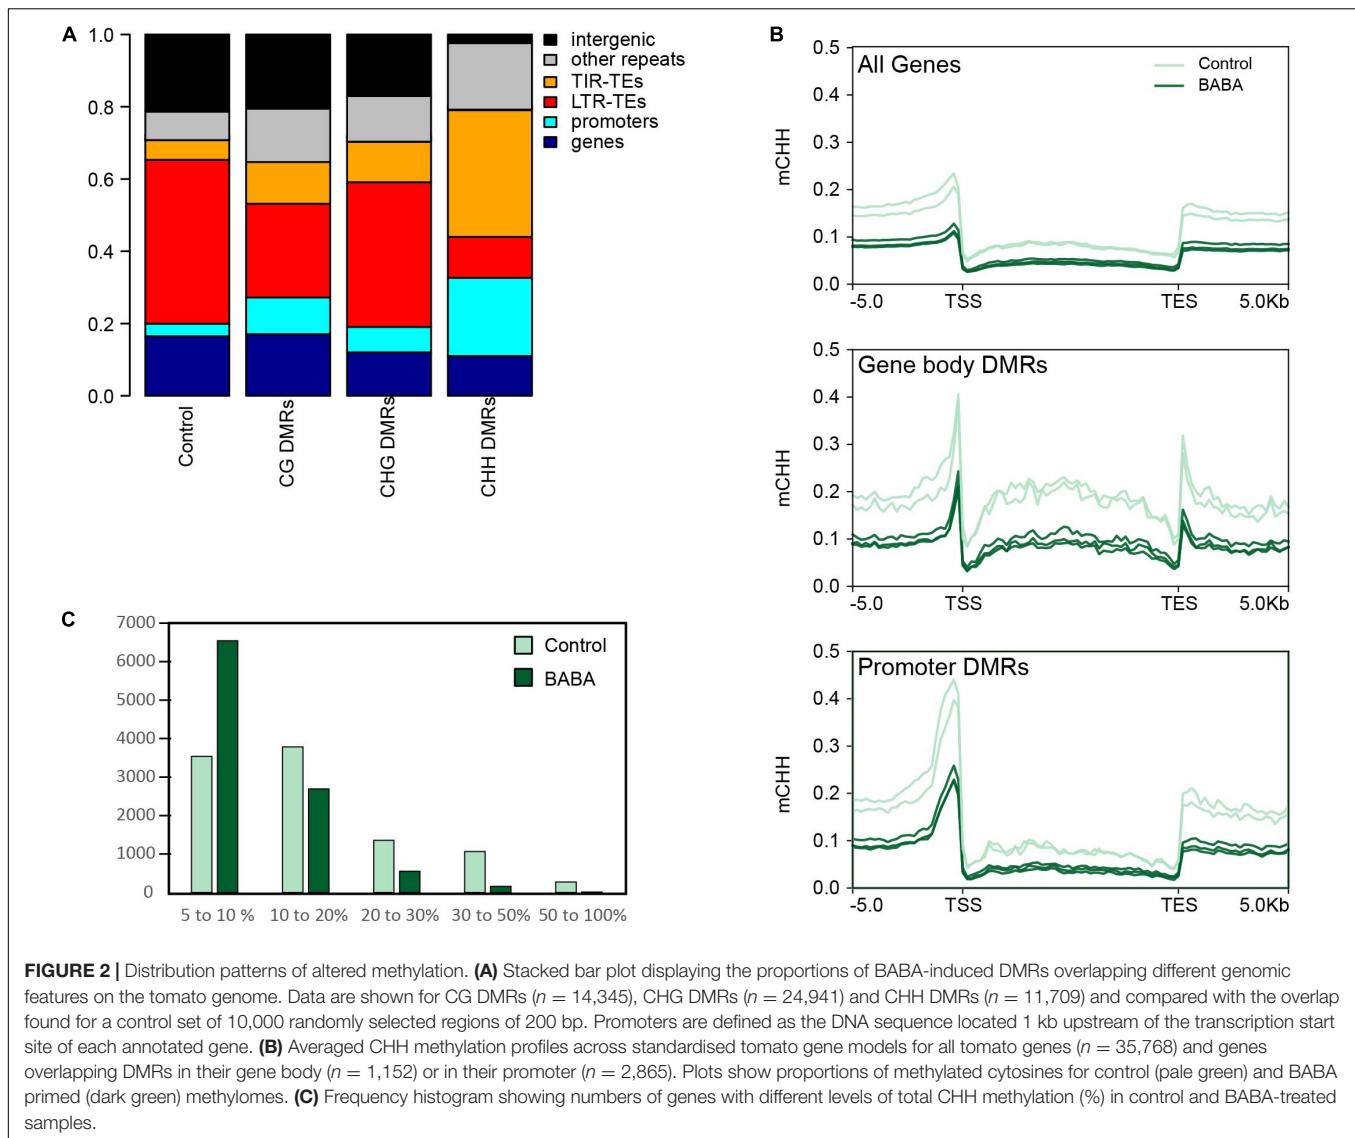 A
1.0
0.8
0.6
0.4
0.2
0.0
Control
CG DMRs
CHG DMRs
CHH DMRs
intergenic
other repeats
TIR-TEs
LTR-TEs
promoters
genes
B
All Genes
Control
BABA
mCHH
0.5
0.4
0.3
0.2
0.1
0.0
-5.0 TSS TES 5.0Kb
Gene body DMRs
mCHH
0.5
0.4
0.3
0.2
0.1
0.0
-5.0 TSS TES 5.0Kb
Promoter DMRs
mCHH
0.5
0.4
0.3
0.2
0.1
0.0
-5.0 TSS TES 5.0Kb
C
7000
6000
5000
4000
3000
2000
1000
0
Control
BABA
5 to 10 % 10 to 20% 20 to 30% 30 to 50% 50 to 100%
FIGURE 2 | Distribution patterns of altered methylation. (A) Stacked bar plot displaying the proportions of BABA-induced DMRs overlapping different genomic
features on the tomato genome. Data are shown for CG DMRs (n = 14,345), CHG DMRs (n = 24,941) and CHH DMRs (n = 11,709) and compared with the overlap
found for a control set of 10,000 randomly selected regions of 200 bp. Promoters are defined as the DNA sequence located 1 kb upstream of the transcription start
site of each annotated gene. (B) Averaged CHH methylation profiles across standardised tomato gene models for all tomato genes (n = 35,768) and genes
overlapping DMRs in their gene body (n = 1,152) or in their promoter (n = 2,865). Plots show proportions of methylated cytosines for control (pale green) and BABA
primed (dark green) methylomes. (C) Frequency histogram showing numbers of genes with different levels of total CHH methylation (%) in control and BABA-treated
samples.